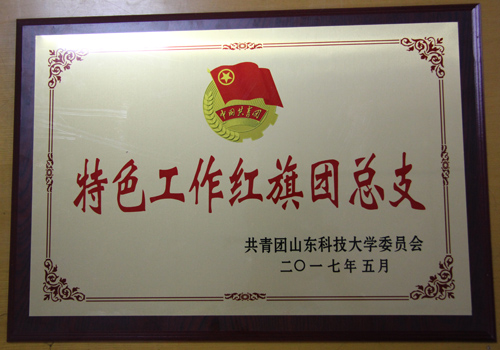 中国共青团
特色工作红旗团总支
共青团山东科技大学委员会
二〇一七年五月